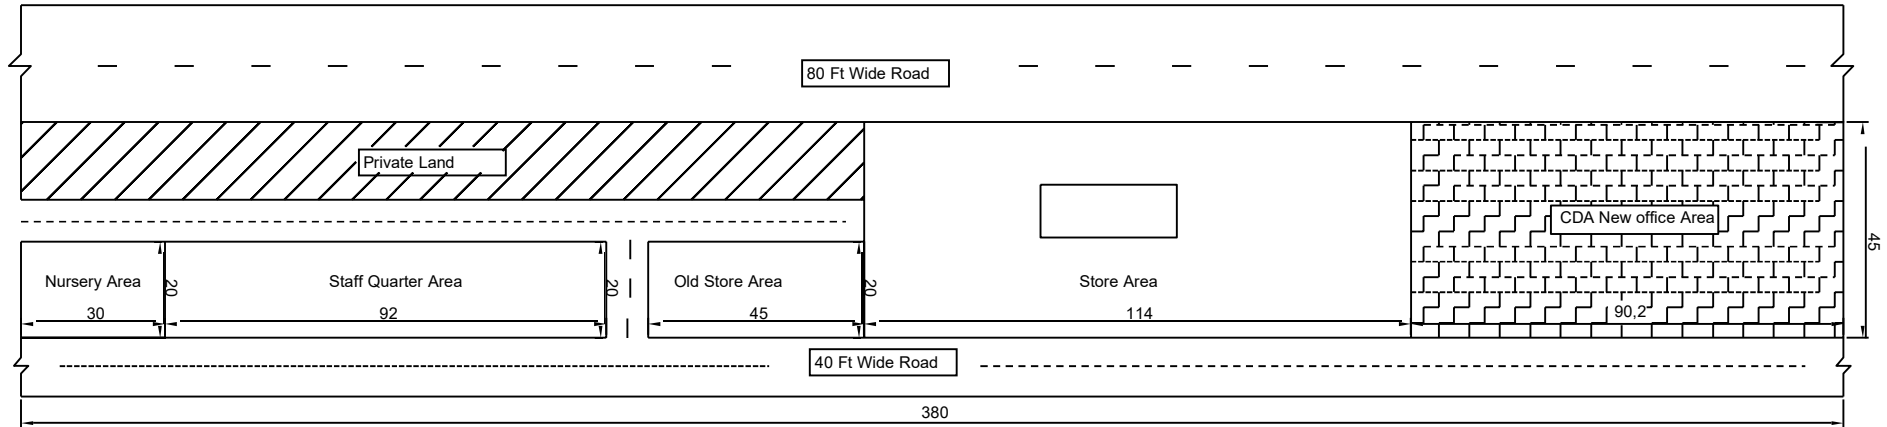 80 Ft Wide Road
Private Land
CDA New office Area
45
Nursery Area
20
Staff Quarter Area
20
Old Store Area
20
Store Area
30
92
45
114
90,2
40 Ft Wide Road
380